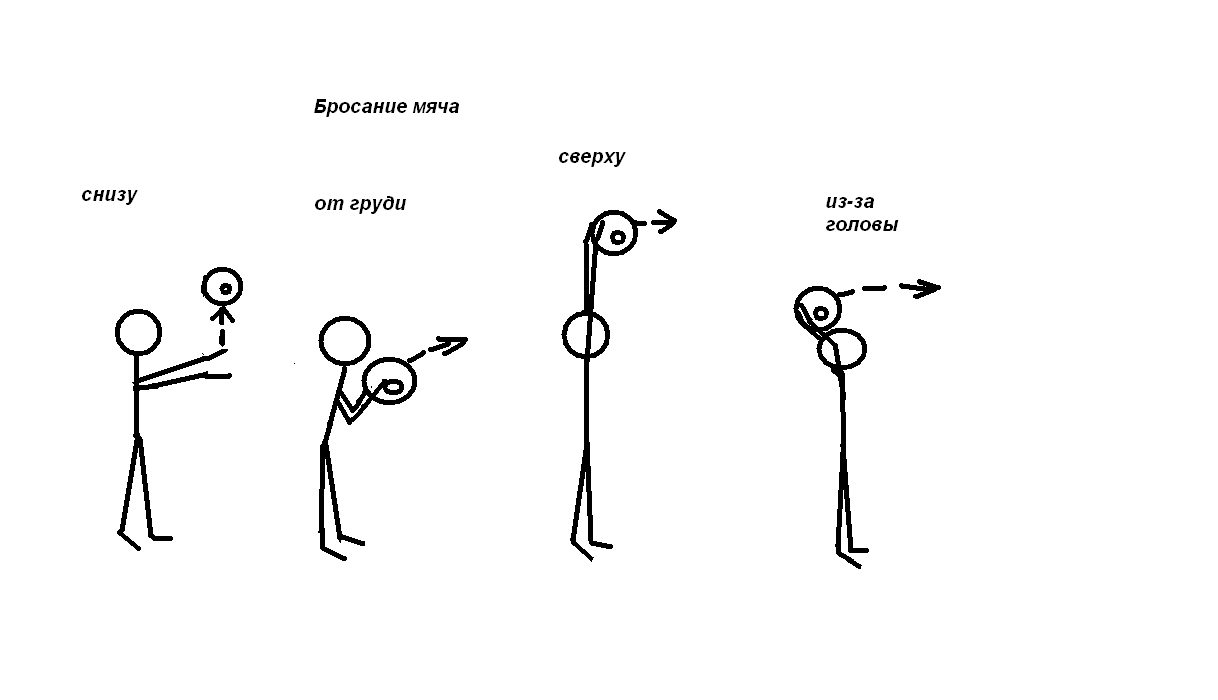 Бросание мяча
снизу
от груди
сверху
из-за
головы